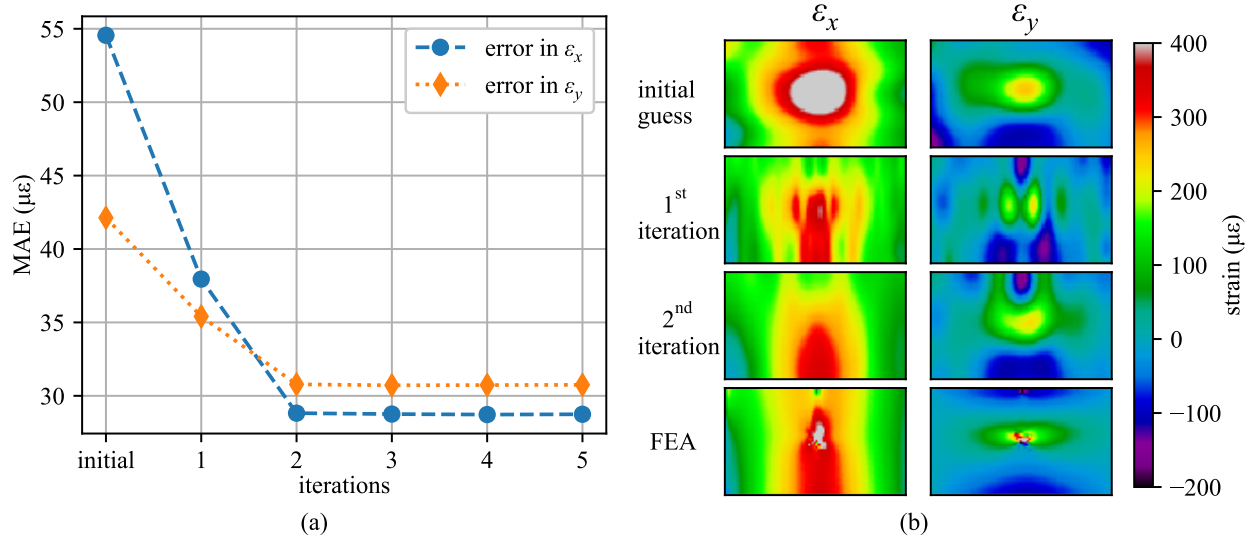 55
50
45
40
35
30
MAE (με)
initial
1
2
3
4
5
iterations
error in εx
error in εy
(a)
εx
εy
initial
guess
1st
iteration
2nd
iteration
FEA
400
300
200
100
0
−100
−200
strain (με)
(b)